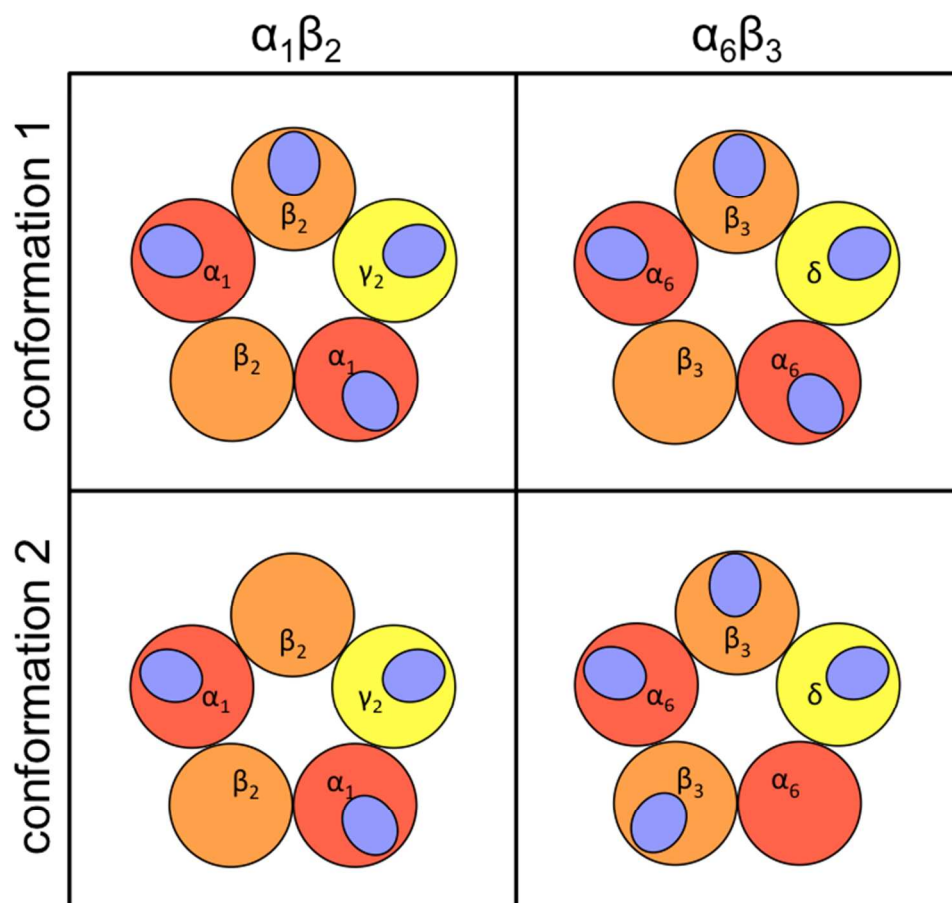 α₁β₂
α₆β₃
conformation 1
β₂
α₁
γ₂
β₂
α₁
β₃
α₆
δ
β₃
α₆
conformation 2
β₂
α₁
γ₂
β₂
α₁
β₃
α₆
δ
β₃
α₆